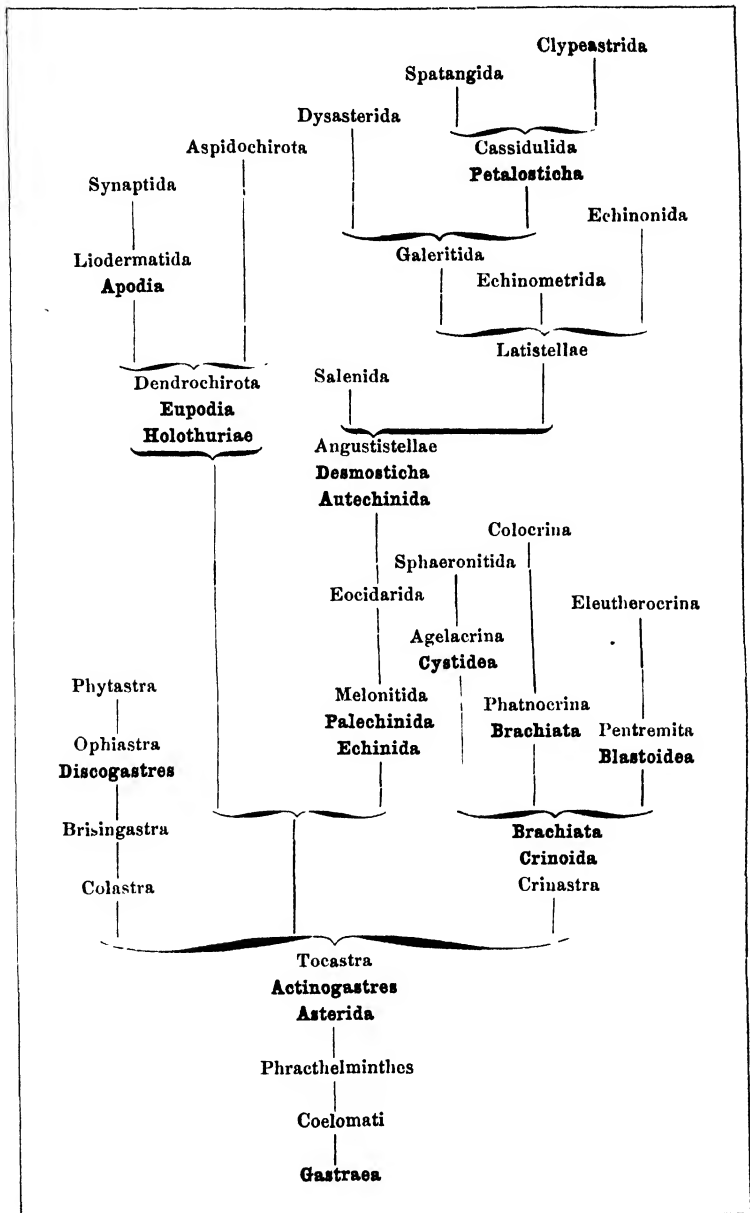 Clypeastrida
Spatangida
Dysasterida
Aspidochirota
Cassidulida
Petalosticha
Synaptida
Echinonida
Galeritida
Liodermatida
Apodia
Echinometrida
Latistellae
Dendrochirota
Eupodia
Holothuriae
Salenida
Angustistellae
Desmosticha
Autechinida
Colocrina
Sphaeronitida
Eocidarida
Eleutherocrina
Agelacrina
Cystidea
Phytastra
Melonitida
Palechinida
Echinida
Phatnocrina
Brachiata
Pentremita
Blastoidea
Ophiastra
Discogastres
Brisingastra
Brachiata
Crinoida
Crinastra
Colastra
Tocastra
Actinogastres
Asterida
Phracthelminthes
Coelomati
Gastraea